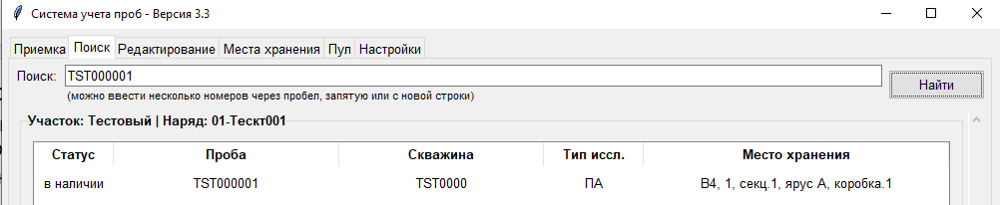 Система учета проб - Версия 3.3
Приемка Поиск Редактирование Места хранения Пул Настройки
Поиск: TST000001 Найти
(можно ввести несколько номеров через пробел, запятую или с новой строки)
Участок: Тестовый | Наряд: 01-Тескт001
Статус Проба Скважина Тип иссл. Место хранения
в наличии TST000001 TST0000 ПА В4, 1, секц.1, ярус А, коробка.1